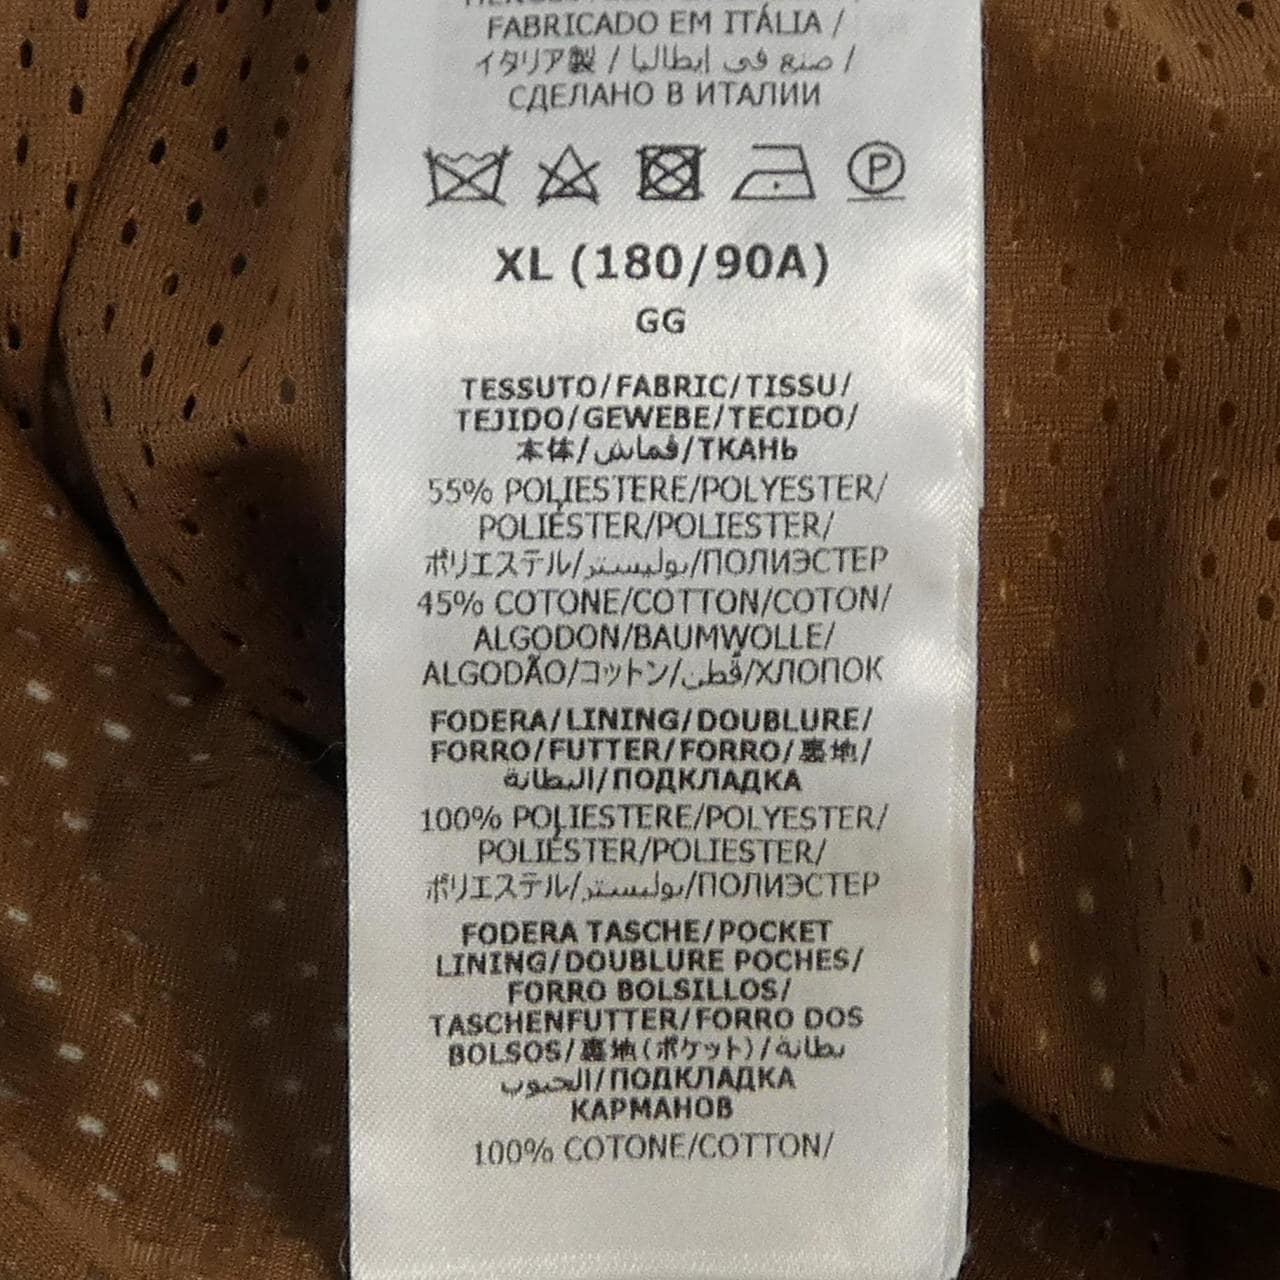 FABRICADO EM ITÁLIA /
イタリア製 / صنع في إيطاليا /
СДЕЛАНО В ИТАЛИИ
P
XL (180/90A)
GG
TESSUTO/FABRIC/TISSU/
TEJIDO/GEWEBE/TECIDO/
本体/قماش/ТКАНЬ
55% POLIESTERE/POLYESTER/
POLIÉSTER/POLIESTER/
ポリエステル/بوليستر/ПОЛИЭСТЕР
45% COTONE/COTTON/COTON/
ALGODON/BAUMWOLLE/
ALGODÃO/コットン/قطن/ХЛОПОК
FODERA/LINING/DOUBLURE/
FORRO/FUTTER/FORRO/裏地/
البطانة/ПОДКЛАДКА
100% POLIESTERE/POLYESTER/
POLIÉSTER/POLIESTER/
ポリエステル/بوليستر/ПОЛИЭСТЕР
FODERA TASCHE/POCKET
LINING/DOUBLURE POCHES/
FORRO BOLSILLOS/
TASCHENFUTTER/FORRO DOS
BOLSOS/裏地(ポケット)/بطانة
الجيوب/ПОДКЛАДКА
КАРМАНОВ
100% COTONE/COTTON/